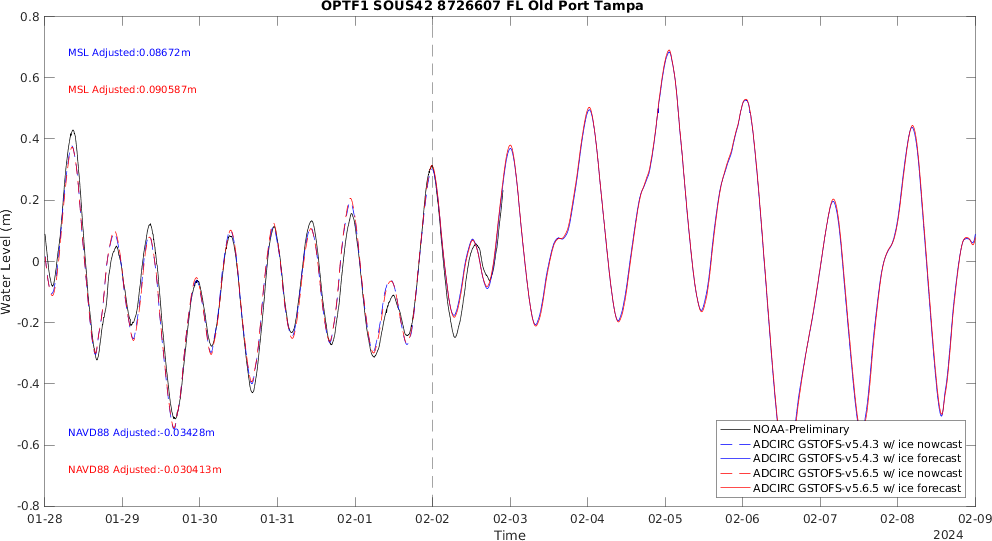 OPTF1 SOUS42 8726607 FL Old Port Tampa
0.8
0.6
0.4
0.2
0
-0.2
-0.4
-0.6
-0.8
Water Level (m)
MSL Adjusted:0.08672m
MSL Adjusted:0.090587m
NAVD88 Adjusted:-0.03428m
NAVD88 Adjusted:-0.030413m
NOAA-Preliminary
ADCIRC GSTOFS-v5.4.3 w/ ice nowcast
ADCIRC GSTOFS-v5.4.3 w/ ice forecast
ADCIRC GSTOFS-v5.6.5 w/ ice nowcast
ADCIRC GSTOFS-v5.6.5 w/ ice forecast
01-28 01-29 01-30 01-31 02-01 02-02 02-03 02-04 02-05 02-06 02-07 02-08 02-09
Time
2024